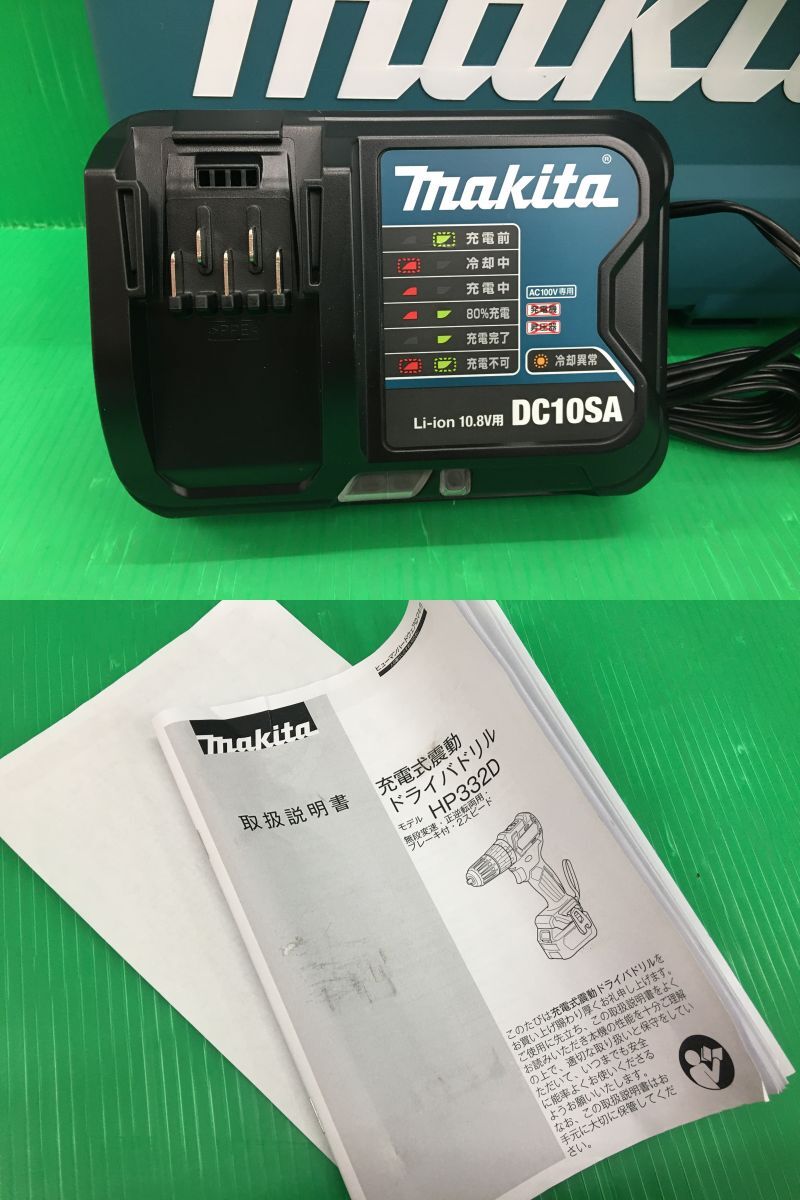 makita
makita
充電前
冷却中
充電中
80%充電
充電完了
充電不可
AC100V専用
充電機
昇圧器
冷却異常
Li-ion 10.8V用 DC10SA
>PPE<
makita
取扱説明書
充電式震動
ドライバドリル
モデル HP332D
無段変速・正逆転両用・
ブレーキ付・2スピード
このたびは充電式震動ドライバドリルを
お買い上げ賜わり厚くお礼申し上げます。
ご使用に先立ち、この取扱説明書をよく
お読みいただき本機の性能を十分ご理解
の上で、適切な取り扱いと保守をしてい
ただいて、いつまでも安全
に能率よくお使いくださる
ようお願いいたします。
なお、この取扱説明書はお
手元に大切に保管してくだ
さい。